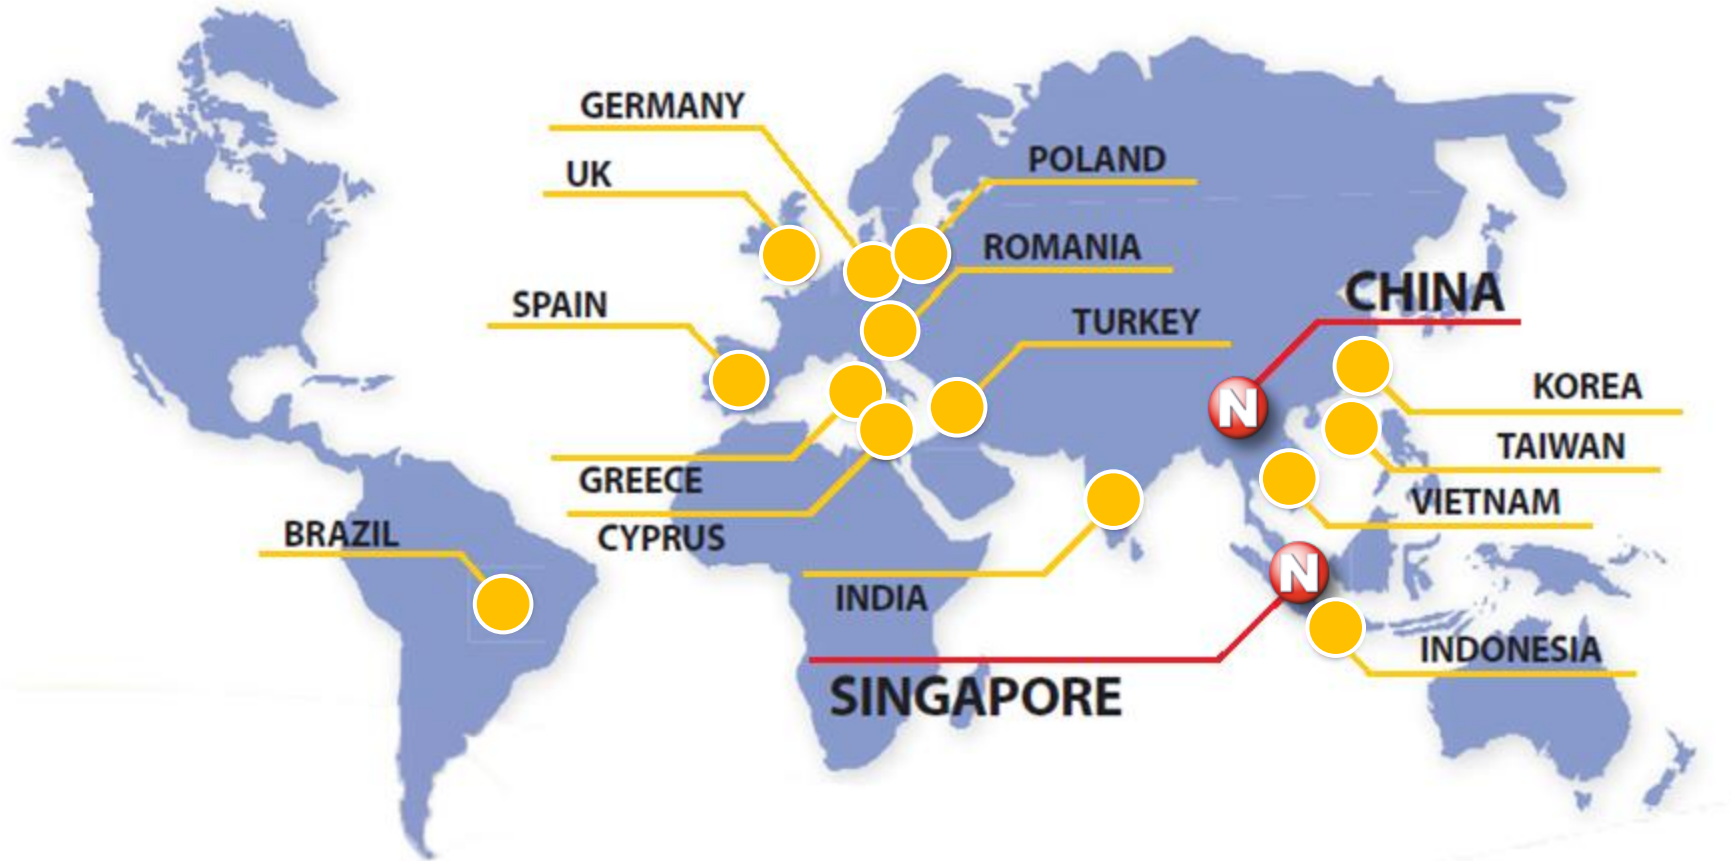 GERMANY
POLAND
UK
ROMANIA
CHINA
SPAIN
TURKEY
KOREA
TAIWAN
GREECE
VIETNAM
BRAZIL
CYPRUS
INDIA
INDONESIA
SINGAPORE
N
N